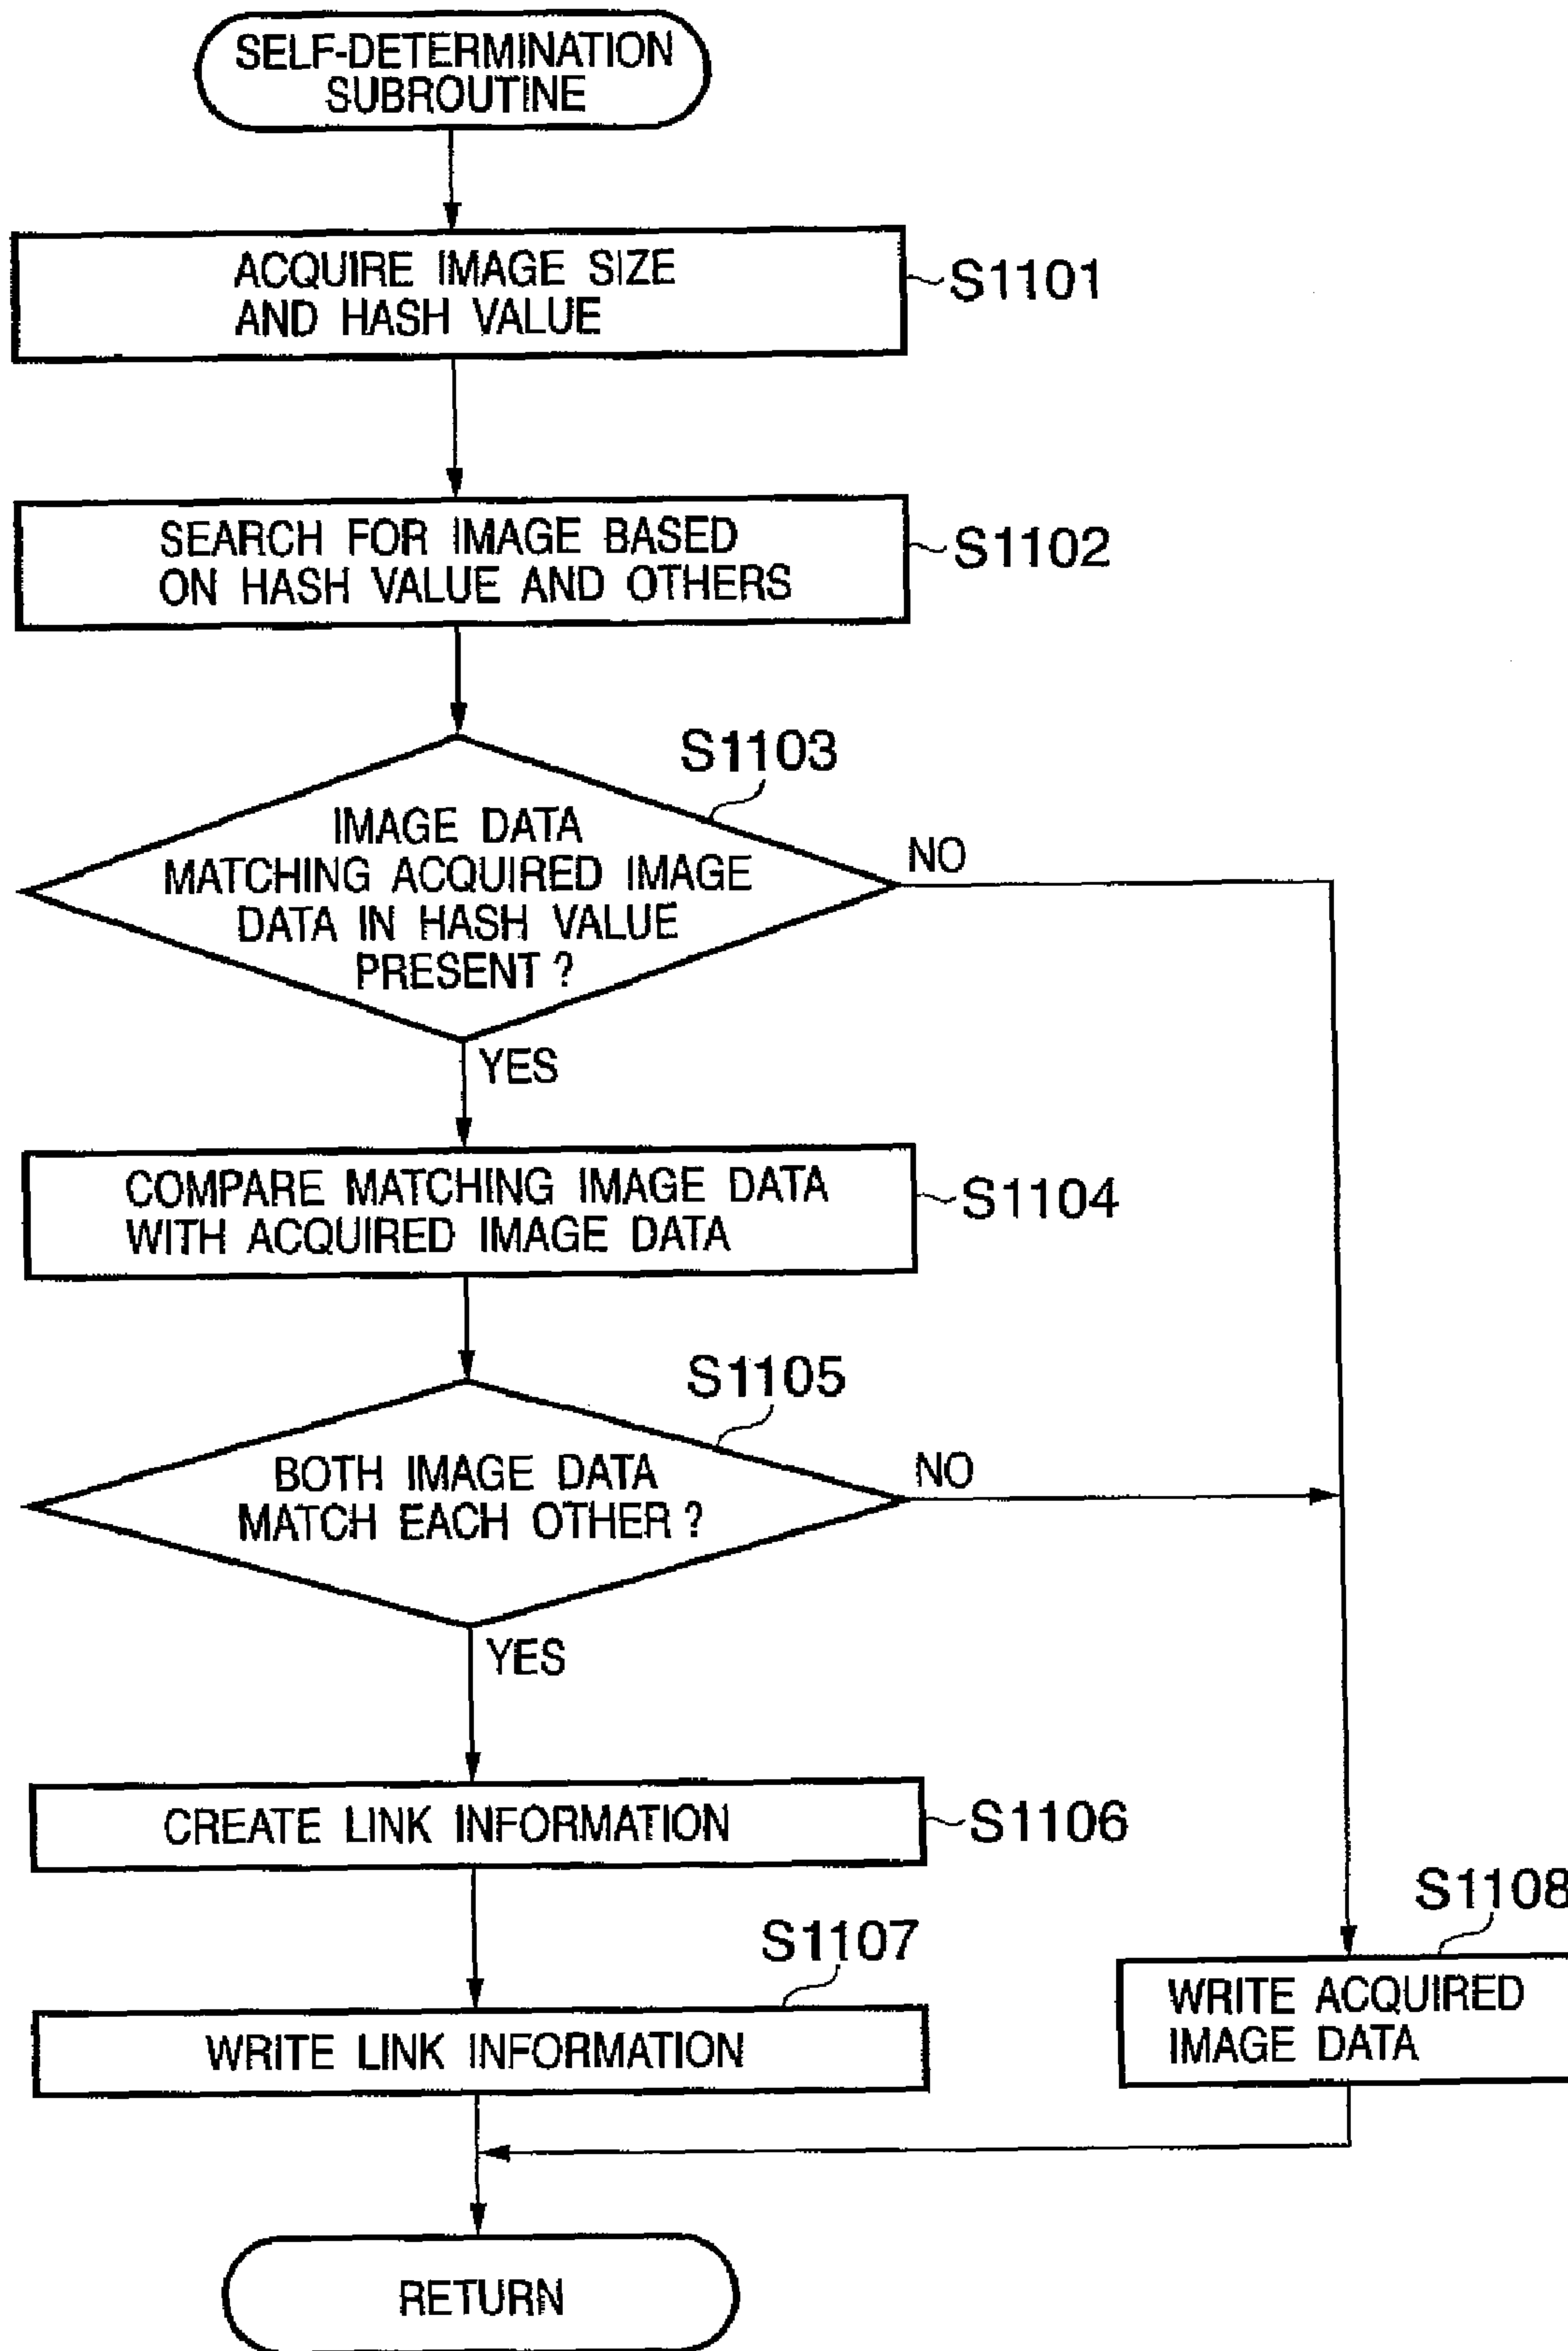 SELF-DETERMINATION
SUBROUTINE
ACQUIRE IMAGE SIZE
AND HASH VALUE
S1101
SEARCH FOR IMAGE BASED
ON HASH VALUE AND OTHERS
S1102
S1103
IMAGE DATA
MATCHING ACQUIRED IMAGE
DATA IN HASH VALUE
PRESENT ?
NO
YES
COMPARE MATCHING IMAGE DATA
WITH ACQUIRED IMAGE DATA
S1104
S1105
BOTH IMAGE DATA
MATCH EACH OTHER ?
NO
YES
CREATE LINK INFORMATION
S1106
S1107
WRITE LINK INFORMATION
S1108
WRITE ACQUIRED
IMAGE DATA
RETURN